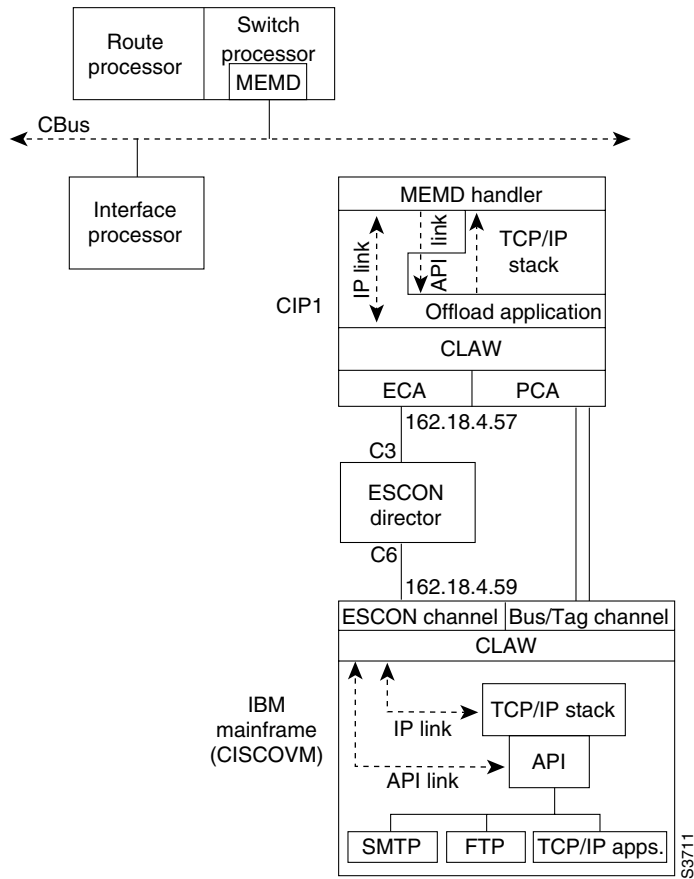 Route
processor
Switch
processor
MEMD
CBus
Interface
processor
MEMD handler
IP link
API link
TCP/IP
stack
CIP1
Offload application
CLAW
ECA
PCA
162.18.4.57
C3
ESCON
director
C6
162.18.4.59
ESCON channel
Bus/Tag channel
CLAW
IBM
mainframe
(CISCOVM)
TCP/IP stack
IP link
API
API link
SMTP
FTP
TCP/IP apps.
S3711